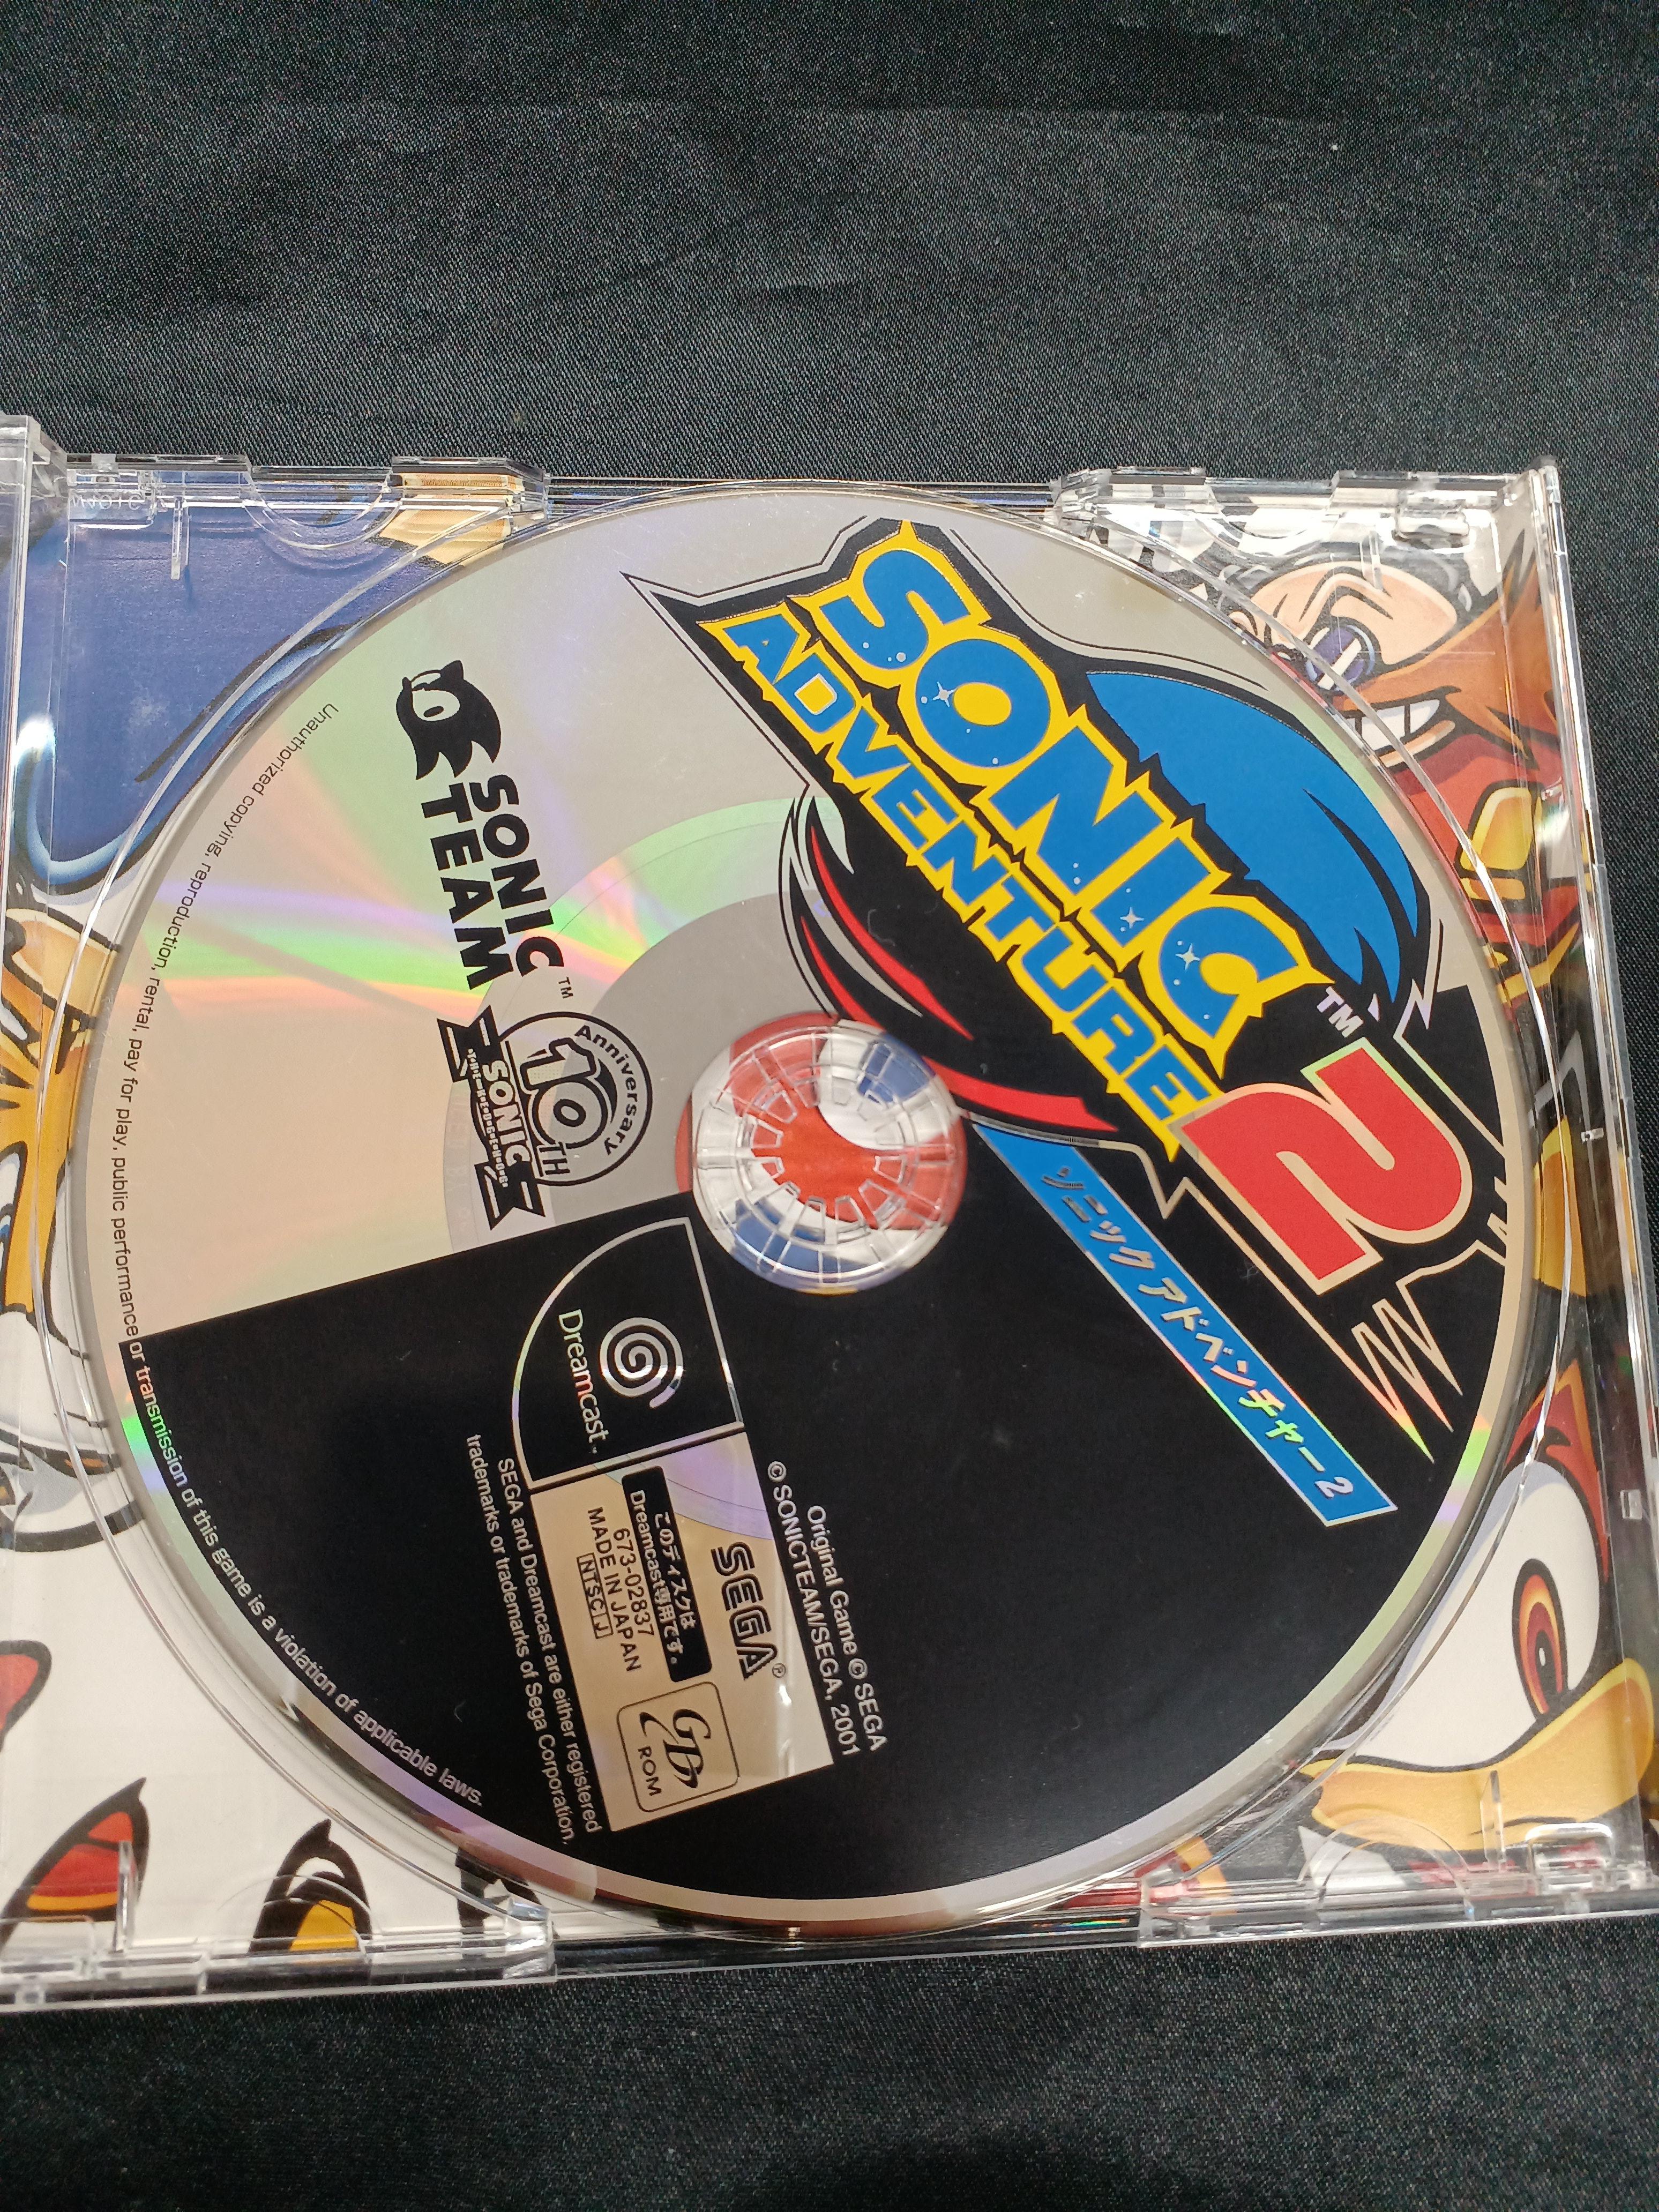 SONIC
ADVENTURE
™
2
ソニック アドベンチャー2
SONIC
TEAM
™
Anniversary
10TH
SONIC
THE HEDGEHOG
Dreamcast
SEGA®
このディスクは
Dreamcast専用です。
673-02837
MADE IN JAPAN
NTSC J
GD
ROM
Original Game © SEGA
© SONICTEAM/SEGA, 2001
SEGA and Dreamcast are either registered
trademarks or trademarks of Sega Corporation.
Unauthorized copying, reproduction, rental, pay for play, public performance or transmission of this game is a violation of applicable laws.